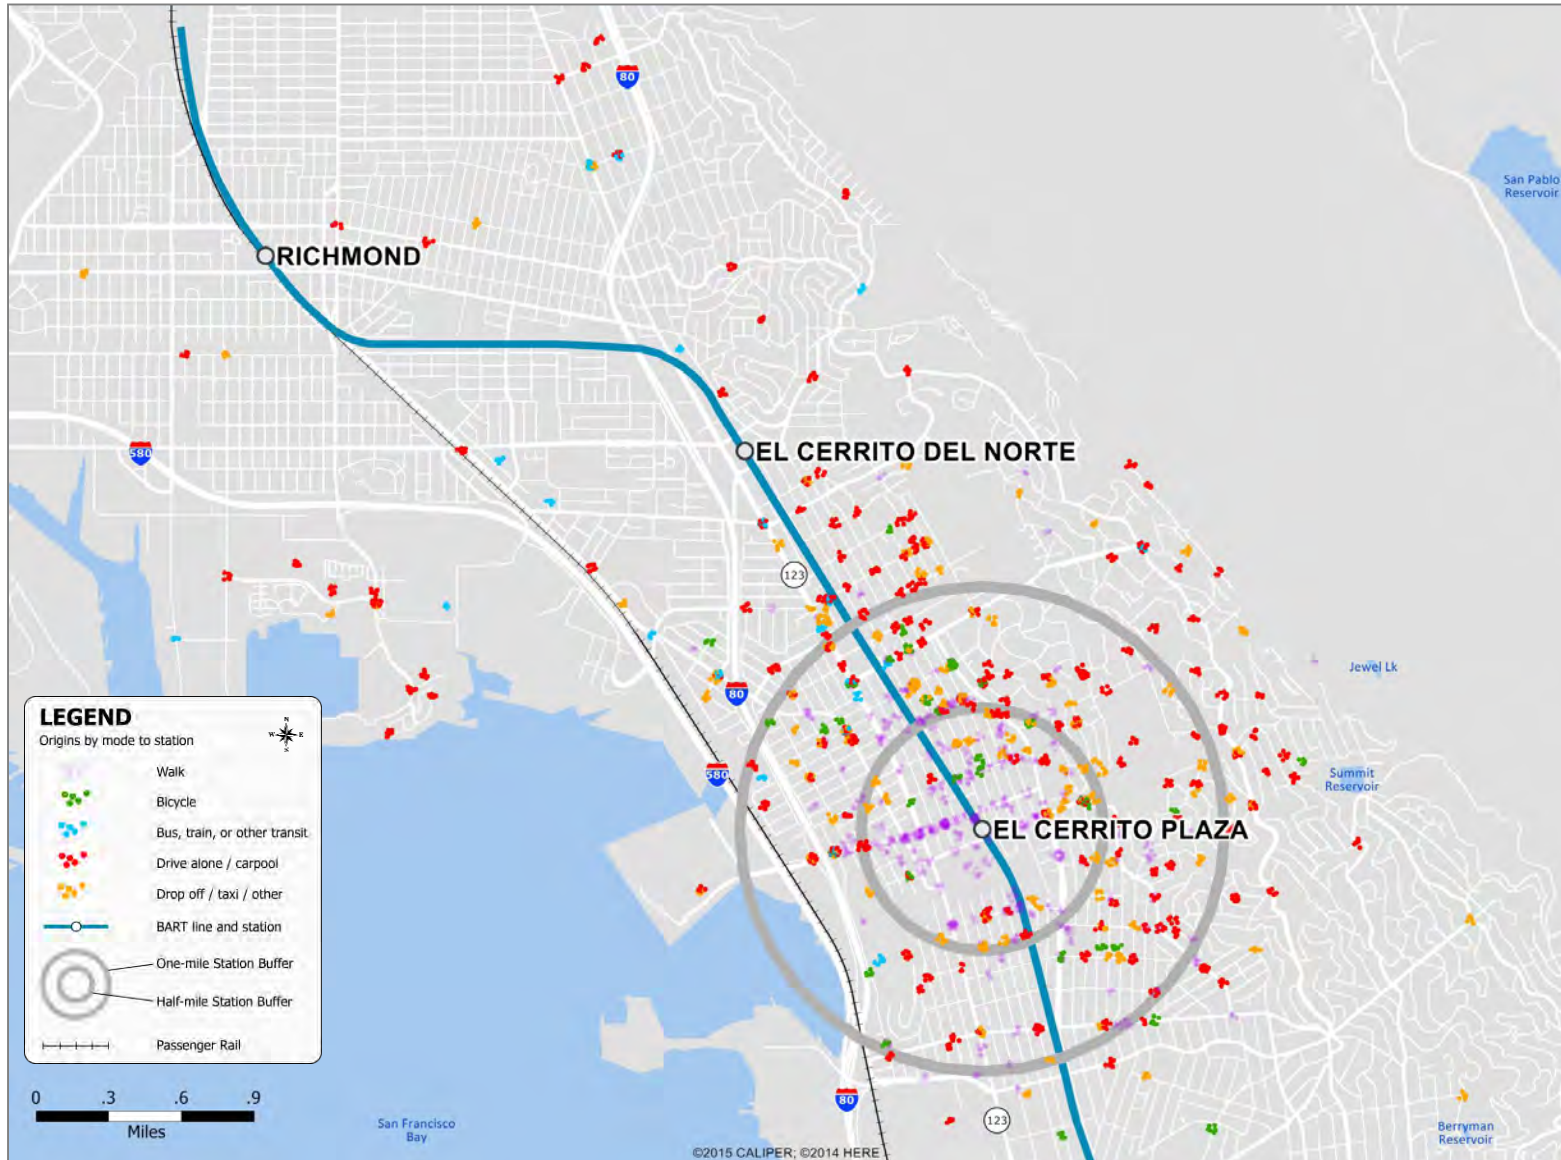 80
San Pablo
Reservoir
RICHMOND
580
EL CERRITO DEL NORTE
123
Jewel Lk
80
580
Summit
Reservoir
EL CERRITO PLAZA
LEGEND
Origins by mode to station
N
W E
S
Walk
Bicycle
Bus, train, or other transit
Drive alone / carpool
Drop off / taxi / other
BART line and station
One-mile Station Buffer
Half-mile Station Buffer
Passenger Rail
0 .3 .6 .9
Miles
San Francisco
Bay
80
123
Berryman
Reservoir
©2015 CALIPER; ©2014 HERE